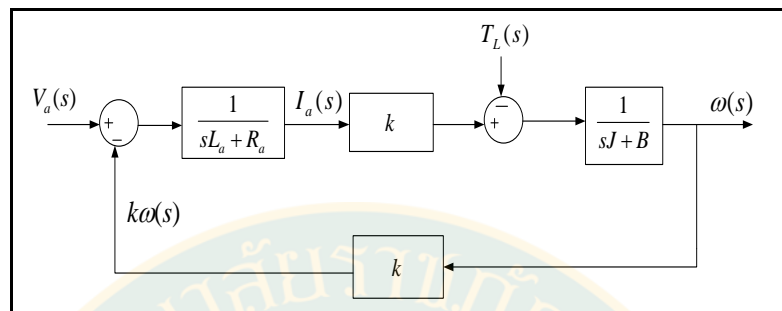 T_L(s)
V_a(s)
+
−
1
sL_a + R_a
I_a(s)
k
−
+
1
sJ + B
ω(s)
kω(s)
k